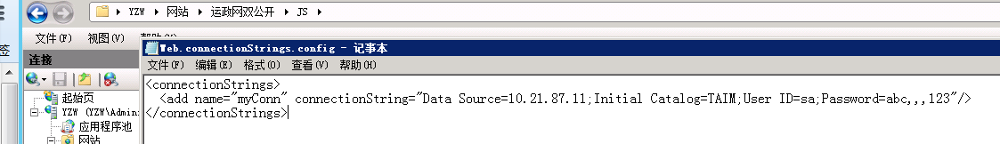 YZW 网站 运政网双公开 JS
文件(F) 视图(V)
签
连接
Web.connectionStrings.config - 记事本
文件(F) 编辑(E) 格式(O) 查看(V) 帮助(H)
<connectionStrings>
<add name="myConn" connectionString="Data Source=10.21.87.11;Initial Catalog=TAIM;User ID=sa;Password=abc,,,123"/>
</connectionStrings>
起始页
YZW (YZW\Admin
应用程序池
网站